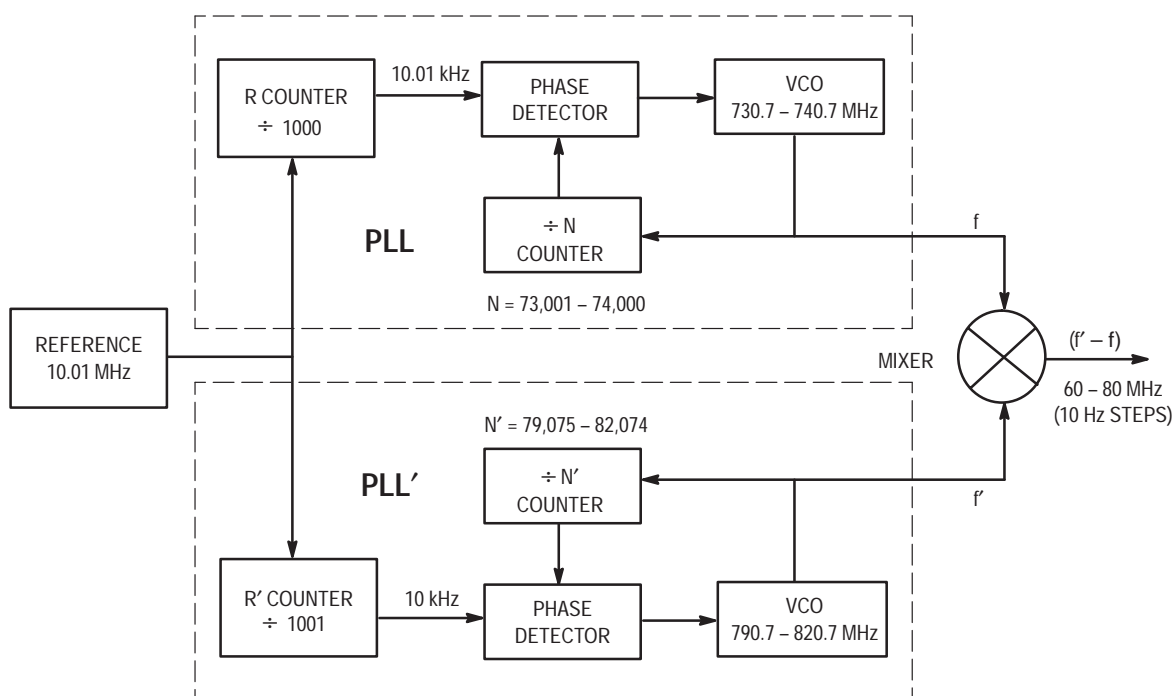 10.01 kHz
R COUNTER
÷ 1000
PHASE
DETECTOR
VCO
730.7 – 740.7 MHz
÷ N
COUNTER
PLL
f
N = 73,001 – 74,000
REFERENCE
10.01 MHz
MIXER
(f′ – f)
60 – 80 MHz
(10 Hz STEPS)
N′ = 79,075 – 82,074
PLL′
÷ N′
COUNTER
f′
R′ COUNTER
÷ 1001
10 kHz
PHASE
DETECTOR
VCO
790.7 – 820.7 MHz